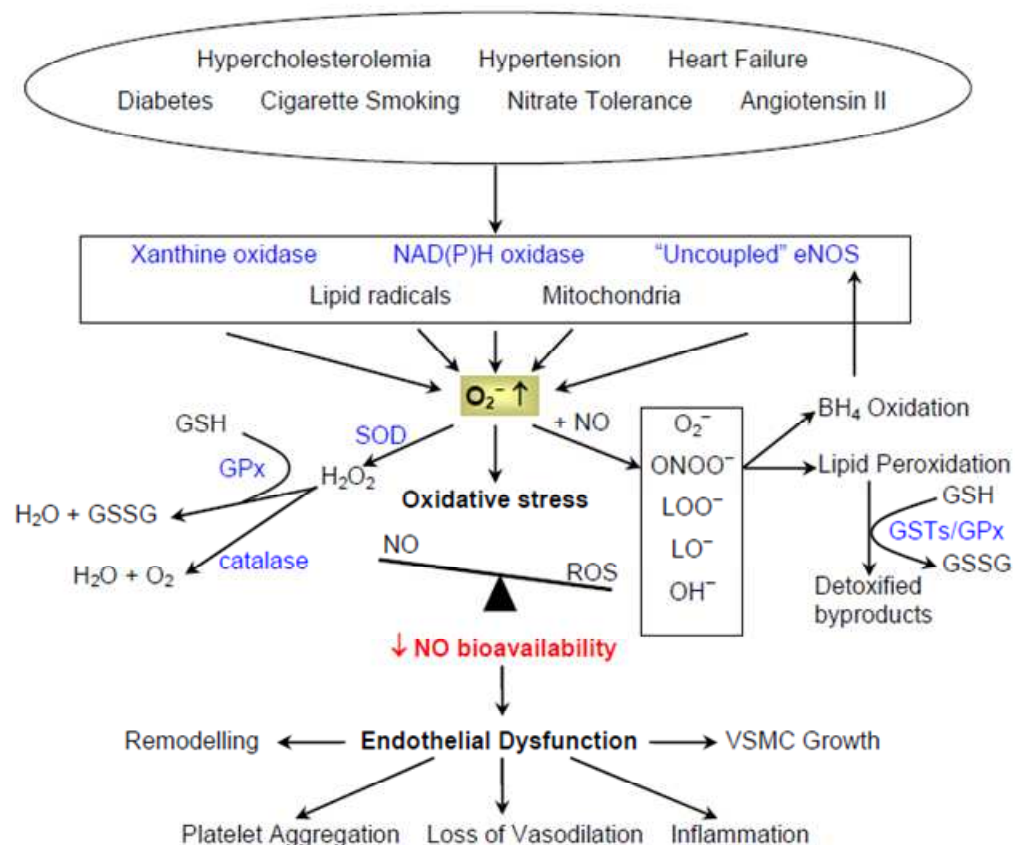 Hypercholesterolemia Hypertension Heart Failure
Diabetes Cigarette Smoking Nitrate Tolerance Angiotensin II
Xanthine oxidase NAD(P)H oxidase “Uncoupled” eNOS
Lipid radicals Mitochondria
O₂⁻ ↑
+ NO
GSH
SOD
GPx
H₂O₂
H₂O + GSSG
catalase
H₂O + O₂
Oxidative stress
NO
ROS
O₂⁻
ONOO⁻
LOO⁻
LO⁻
OH⁻
BH₄ Oxidation
Lipid Peroxidation
GSH
GSTs/GPx
GSSG
Detoxified
byproducts
↓ NO bioavailability
Remodelling Endothelial Dysfunction VSMC Growth
Platelet Aggregation Loss of Vasodilation Inflammation